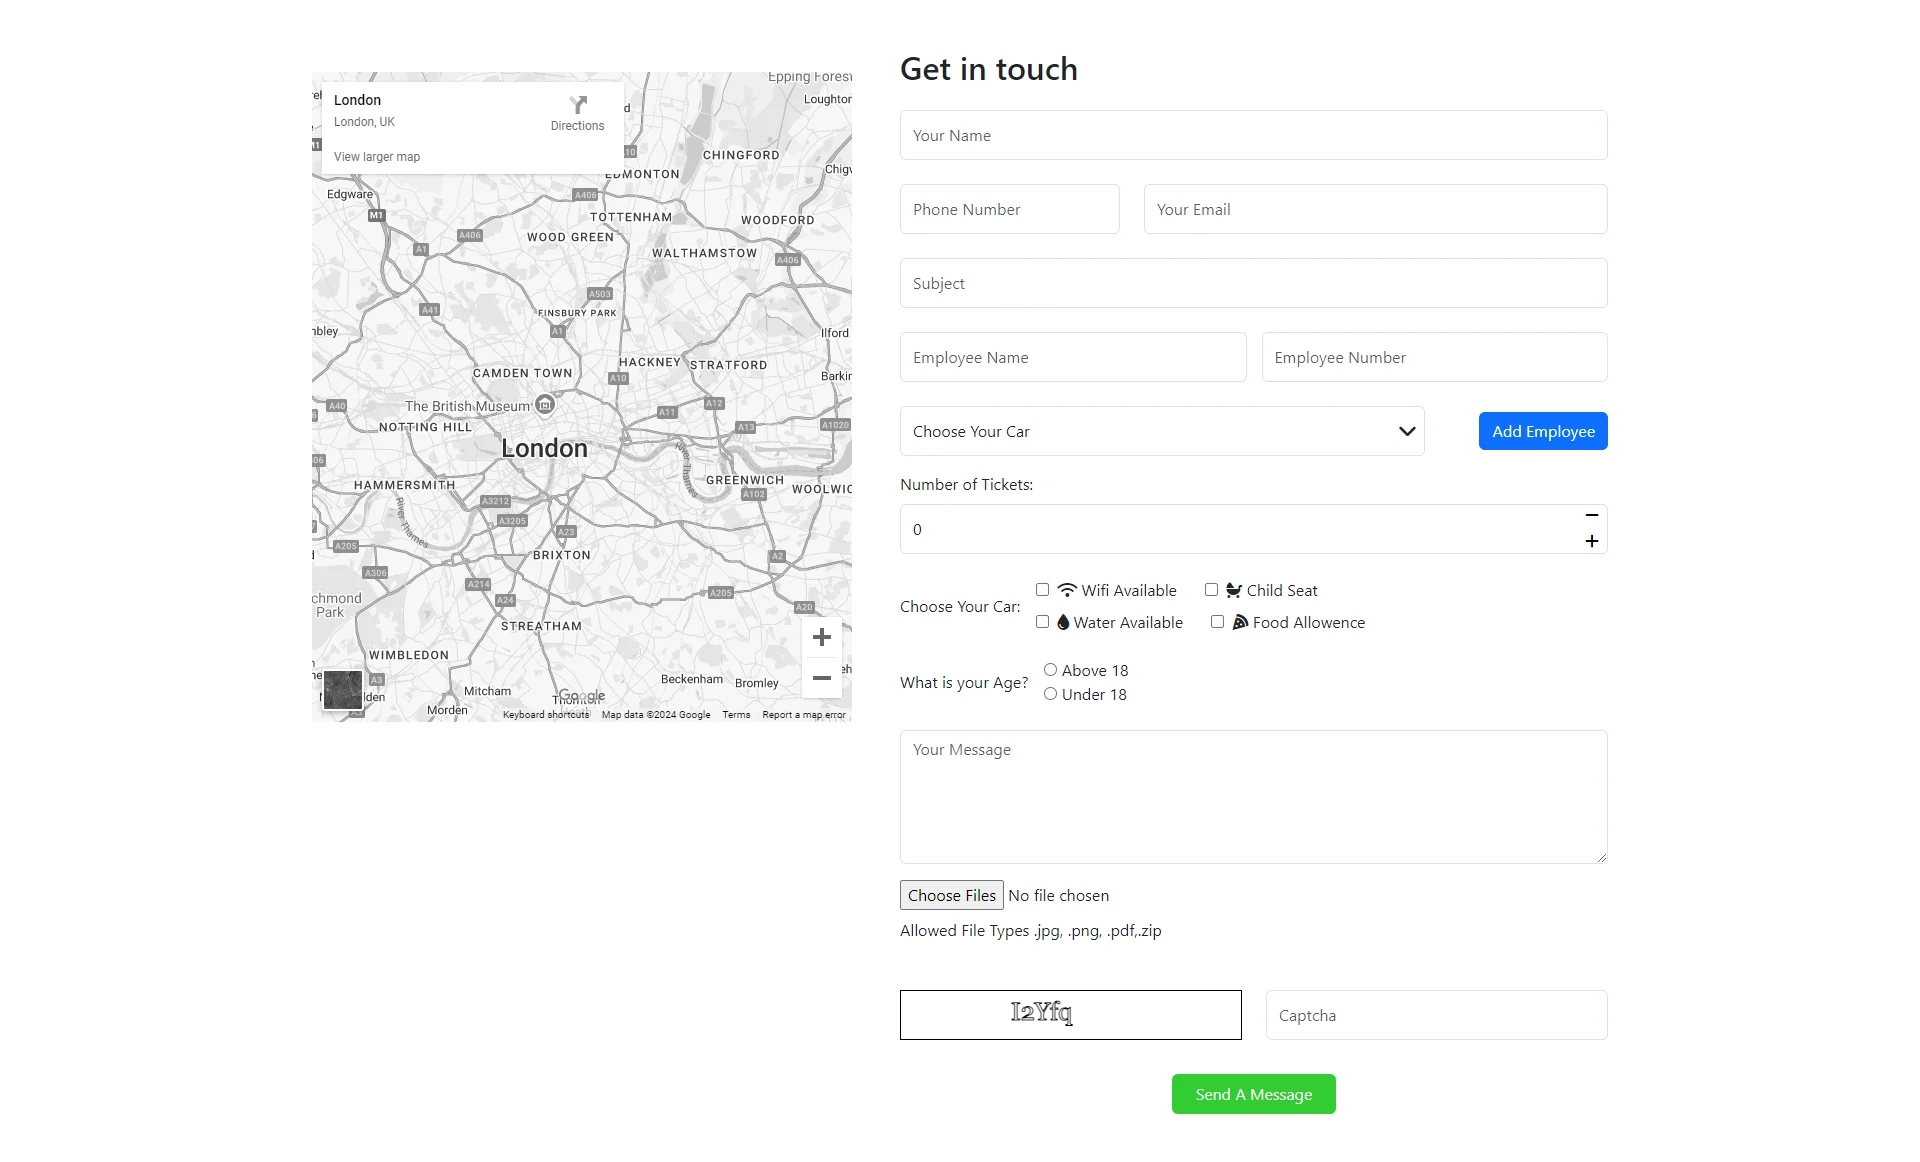 Get in touch
London
London, UK
Directions
View larger map
Loughton
CHINGFORD
EDMONTON
Edgware
A406
M1
TOTTENHAM
WOODFORD
A406
WOOD GREEN
A1
WALTHAMSTOW
A406
A503
A41
FINSBURY PARK
A1
Ilford
HACKNEY
STRATFORD
CAMDEN TOWN
A10
A40
The British Museum
A12
A11
NOTTING HILL
A13
A1020
London
River Thames
HAMMERSMITH
GREENWICH
A102
A3212
River Thames
A3205
A23
A205
BRIXTON
A2
A306
A214
A205
A24
A20
Park
STREATHAM
WIMBLEDON
A3
Mitcham
Beckenham
Bromley
Morden
Google
Keyboard shortcuts
Map data ©2024 Google
Terms
Report a map error
Your Name
Phone Number
Your Email
Subject
Employee Name
Employee Number
Choose Your Car
Add Employee
Number of Tickets:
0
Choose Your Car:
Wifi Available
Child Seat
Water Available
Food Allowence
What is your Age?
Above 18
Under 18
Your Message
Choose Files No file chosen
Allowed File Types .jpg, .png, .pdf,.zip
I2Yfq
Captcha
Send A Message